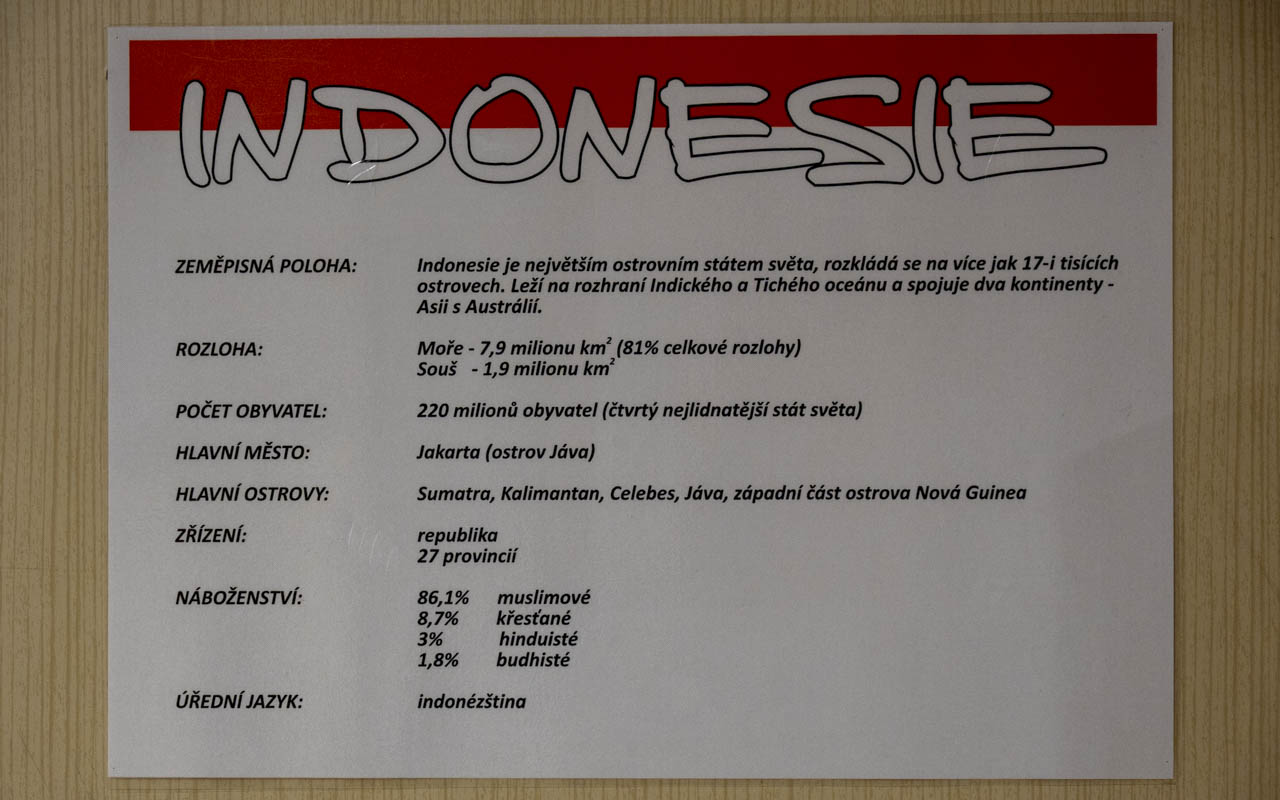 INDONESIE
ZEMĚPISNÁ POLOHA: Indonesie je největším ostrovním státem světa, rozkládá se na více jak 17-i tisících
ostrovech. Leží na rozhraní Indického a Tichého oceánu a spojuje dva kontinenty -
Asii s Austrálií.
ROZLOHA: Moře - 7,9 milionu km² (81% celkové rozlohy)
Souš - 1,9 milionu km²
POČET OBYVATEL: 220 milionů obyvatel (čtvrtý nejlidnatější stát světa)
HLAVNÍ MĚSTO: Jakarta (ostrov Jáva)
HLAVNÍ OSTROVY: Sumatra, Kalimantan, Celebes, Jáva, západní část ostrova Nová Guinea
ZŘÍZENÍ: republika
27 provincií
NÁBOŽENSTVÍ: 86,1% muslimové
8,7% křesťané
3% hinduisté
1,8% budhisté
ÚŘEDNÍ JAZYK: indonézština